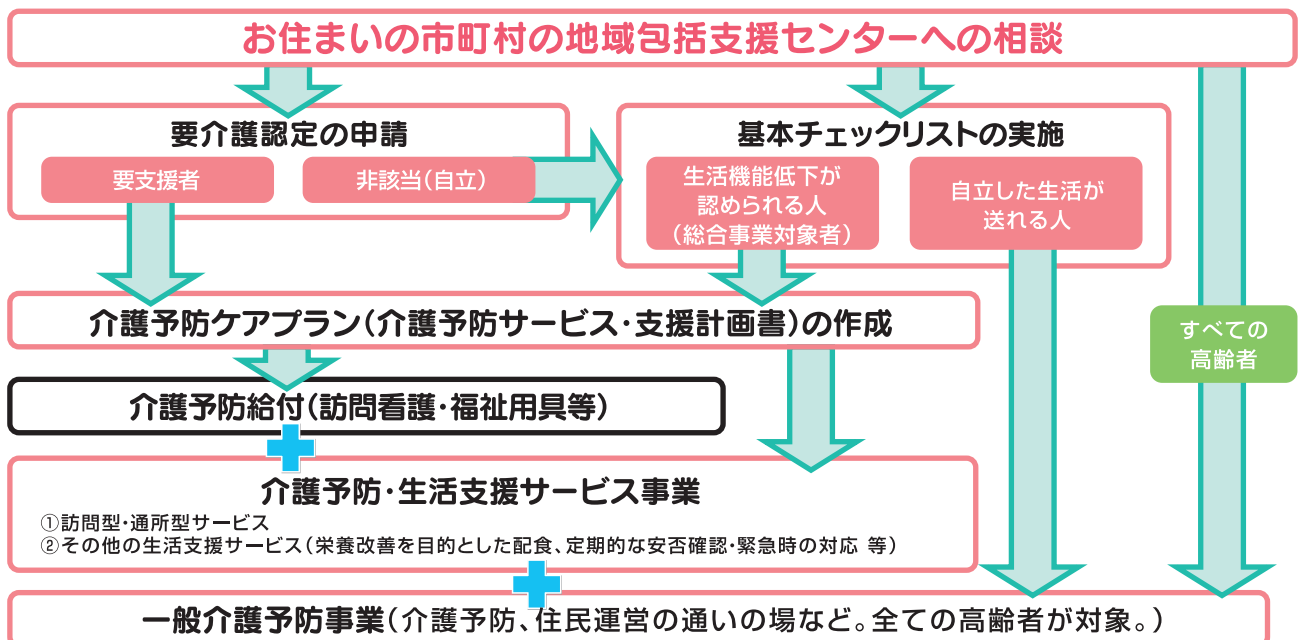 お住まいの市町村の地域包括支援センターへの相談
要介護認定の申請
要支援者
非該当(自立)
基本チェックリストの実施
生活機能低下が
認められる人
(総合事業対象者)
自立した生活が
送れる人
介護予防ケアプラン(介護予防サービス・支援計画書)の作成
すべての
高齢者
介護予防給付(訪問看護・福祉用具等)
介護予防・生活支援サービス事業
①訪問型・通所型サービス
②その他の生活支援サービス(栄養改善を目的とした配食、定期的な安否確認・緊急時の対応 等)
一般介護予防事業(介護予防、住民運営の通いの場など。全ての高齢者が対象。)